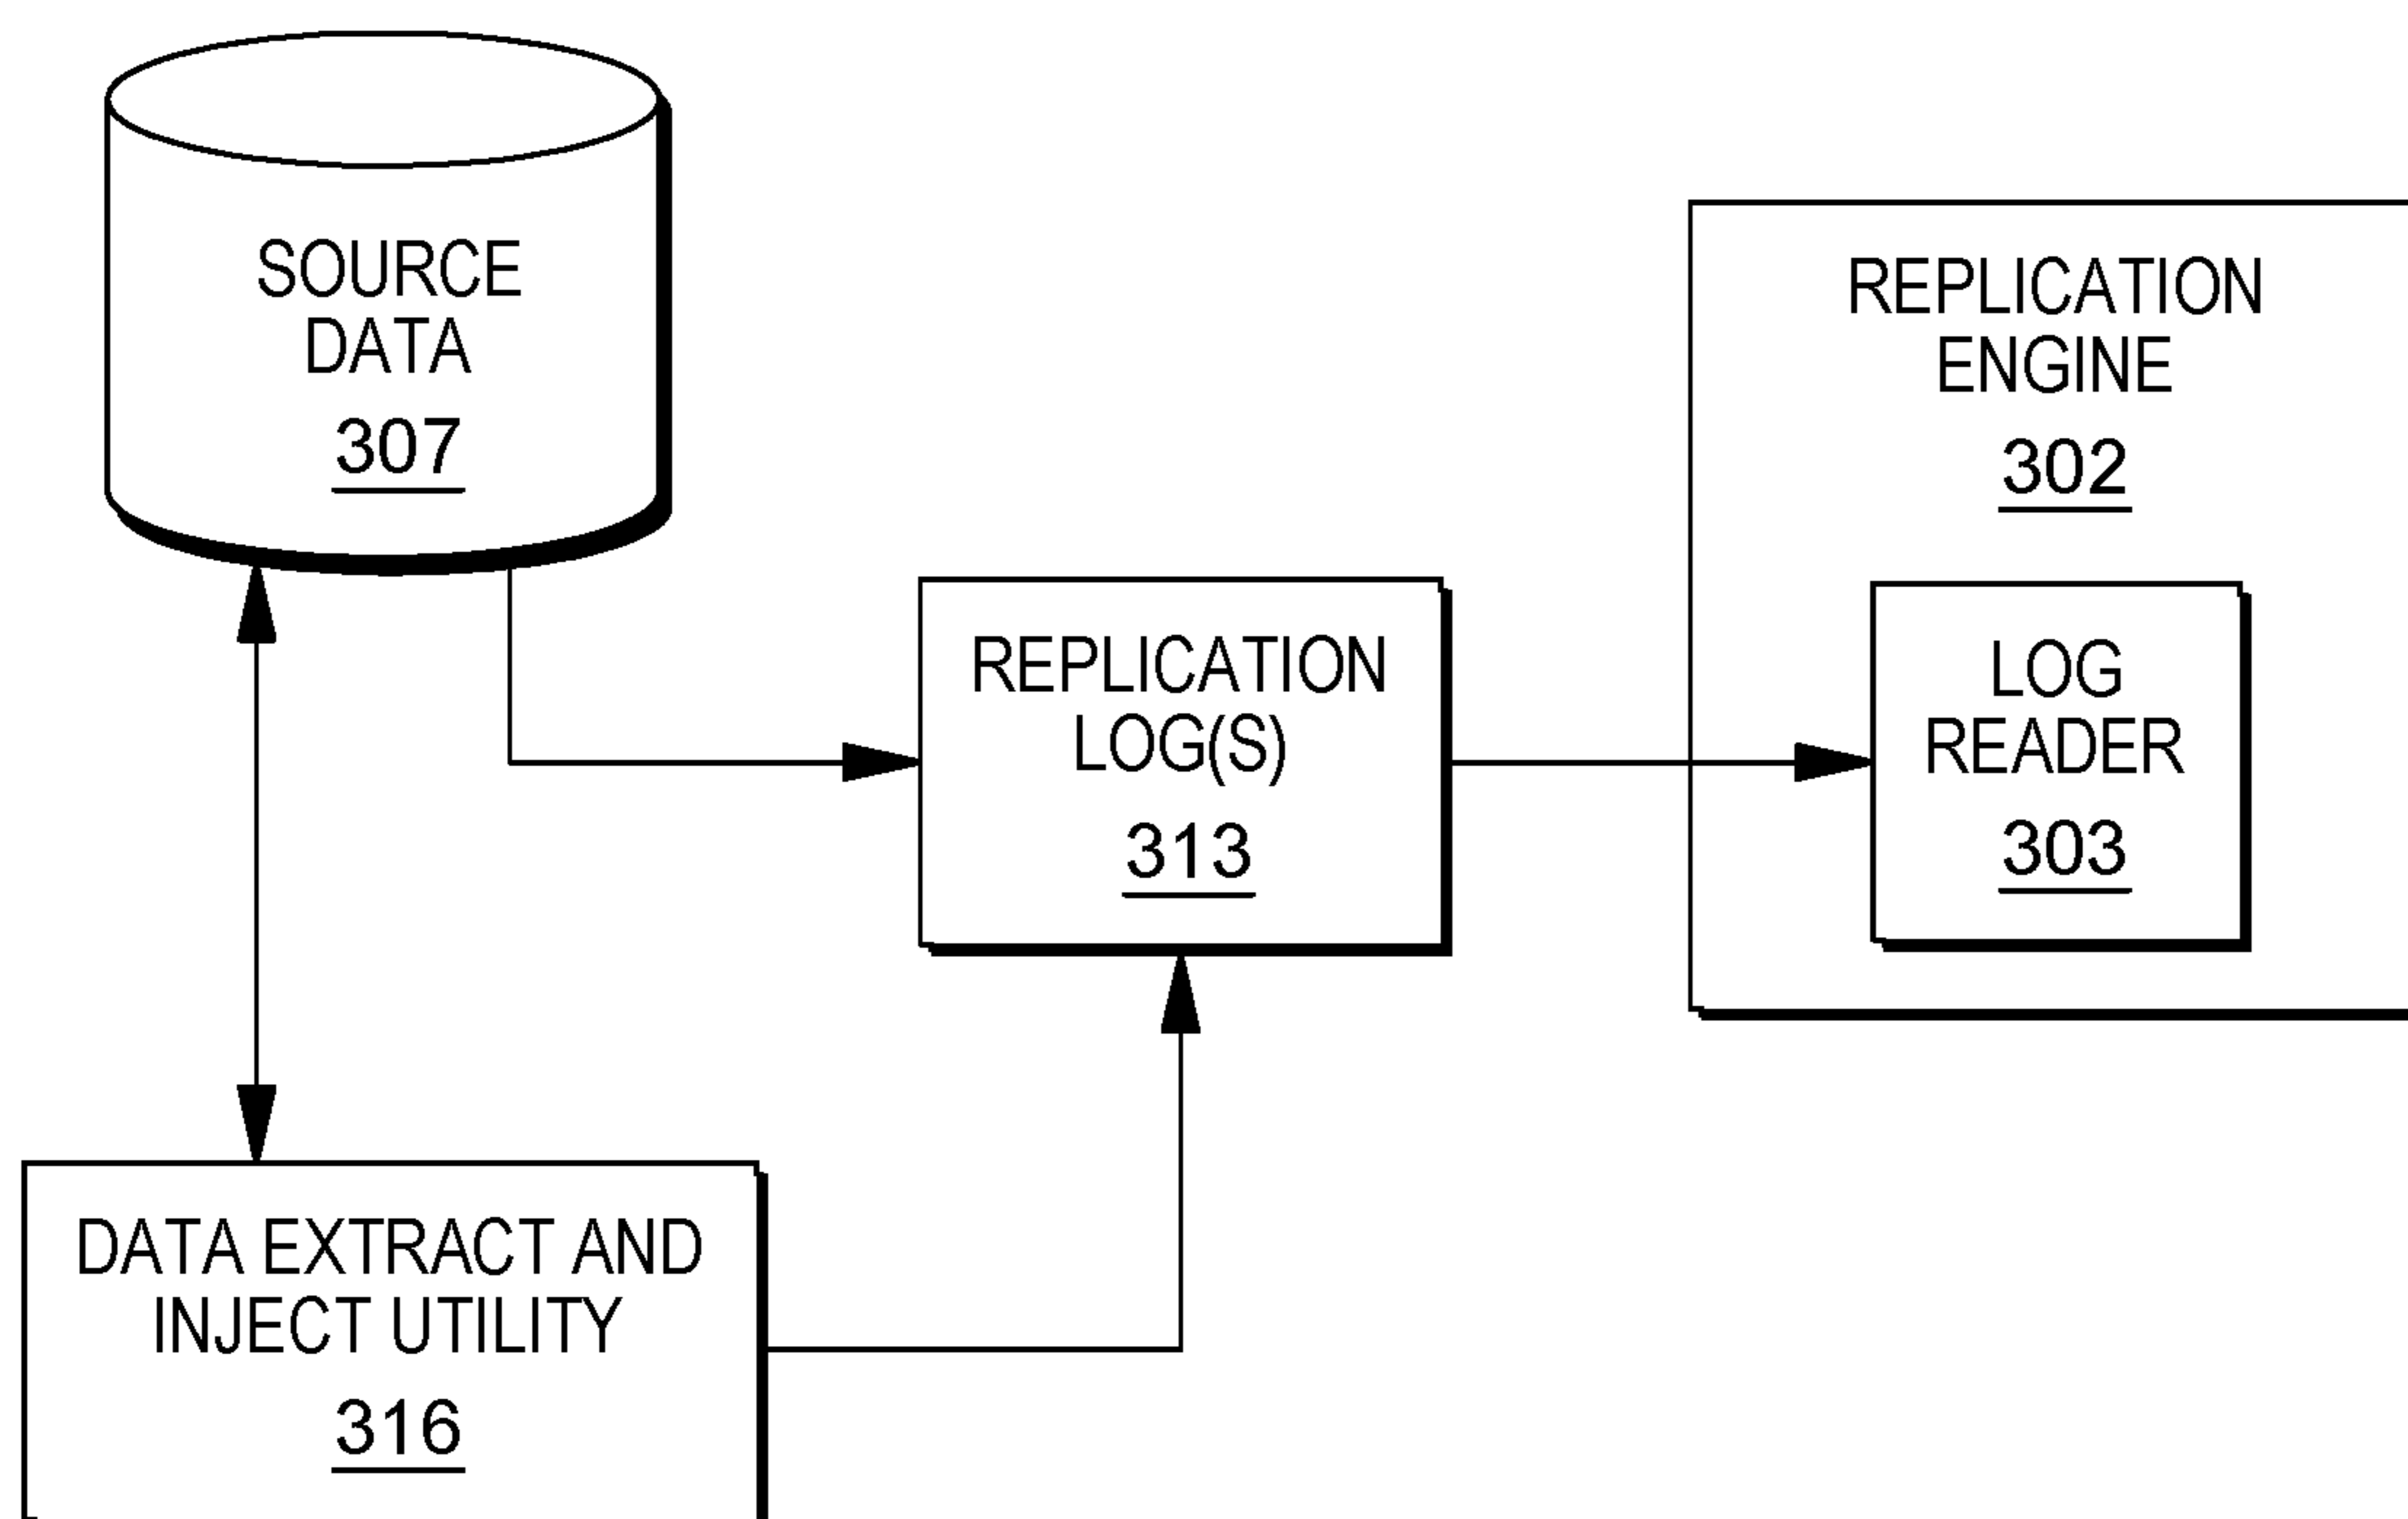 SOURCE
DATA
307
REPLICATION
ENGINE
302
REPLICATION
LOG(S)
313
LOG
READER
303
DATA EXTRACT AND
INJECT UTILITY
316